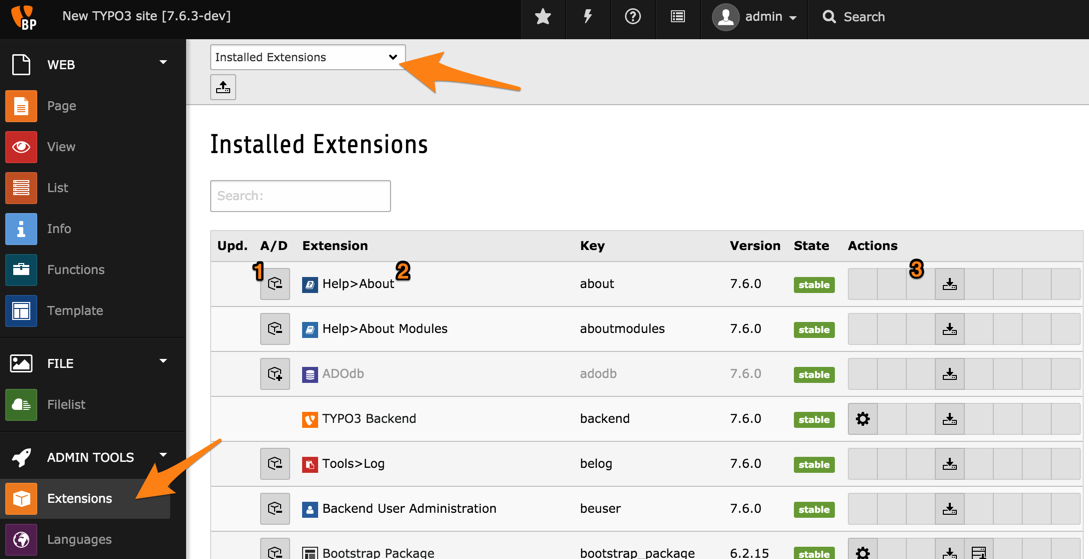 BP
New TYPO3 site [7.6.3-dev]
admin
Search
WEB
Page
View
List
Info
Functions
Template
FILE
Filelist
ADMIN TOOLS
Extensions
Languages
Installed Extensions
Installed Extensions
Search:
Upd. A/D Extension Key Version State Actions
1 2 3
Help>About about 7.6.0 stable
Help>About Modules aboutmodules 7.6.0 stable
ADOdb adodb 7.6.0 stable
TYPO3 Backend backend 7.6.0 stable
Tools>Log belog 7.6.0 stable
Backend User Administration beuser 7.6.0 stable
Bootstrap Package bootstrap_package 6.2.15 stable